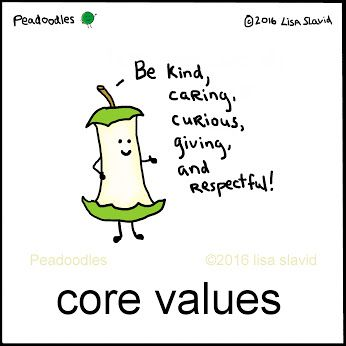 Peadoodles ©2016 Lisa Slavid
Be Kind,
caring,
curious,
giving,
and
respectful!
Peadoodles ©2016 lisa slavid
core values